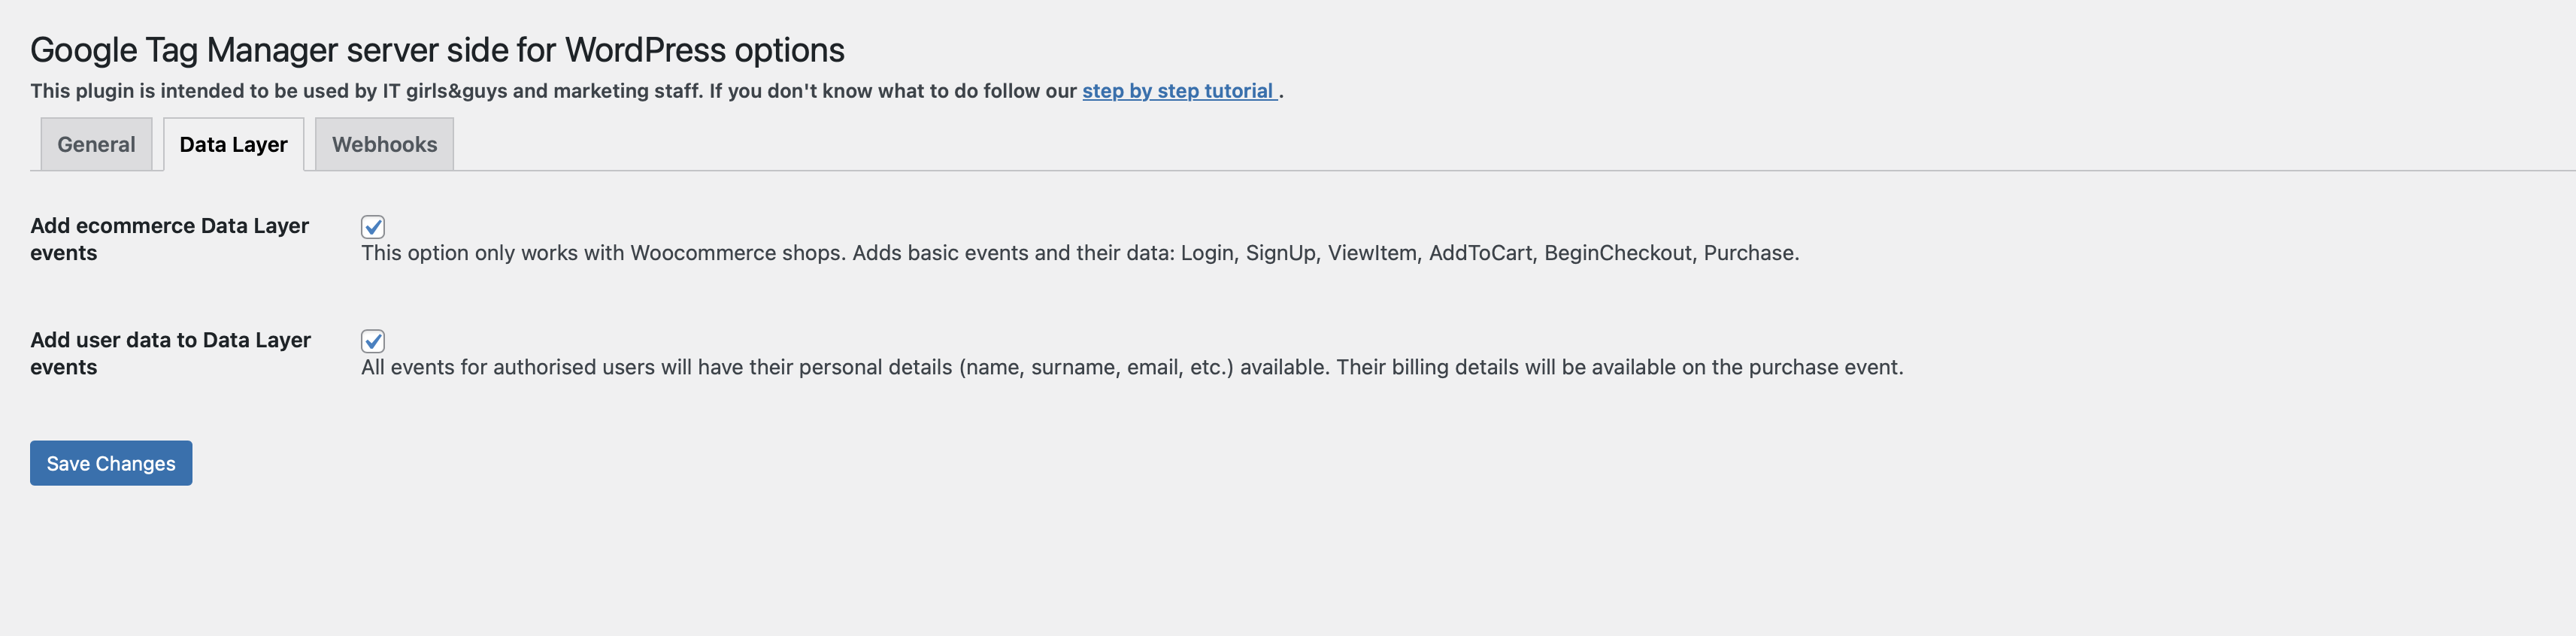 Google Tag Manager server side for WordPress options
This plugin is intended to be used by IT girls&guys and marketing staff. If you don't know what to do follow our step by step tutorial .
General Data Layer Webhooks
Add ecommerce Data Layer
events
This option only works with Woocommerce shops. Adds basic events and their data: Login, SignUp, ViewItem, AddToCart, BeginCheckout, Purchase.
Add user data to Data Layer
events
All events for authorised users will have their personal details (name, surname, email, etc.) available. Their billing details will be available on the purchase event.
Save Changes